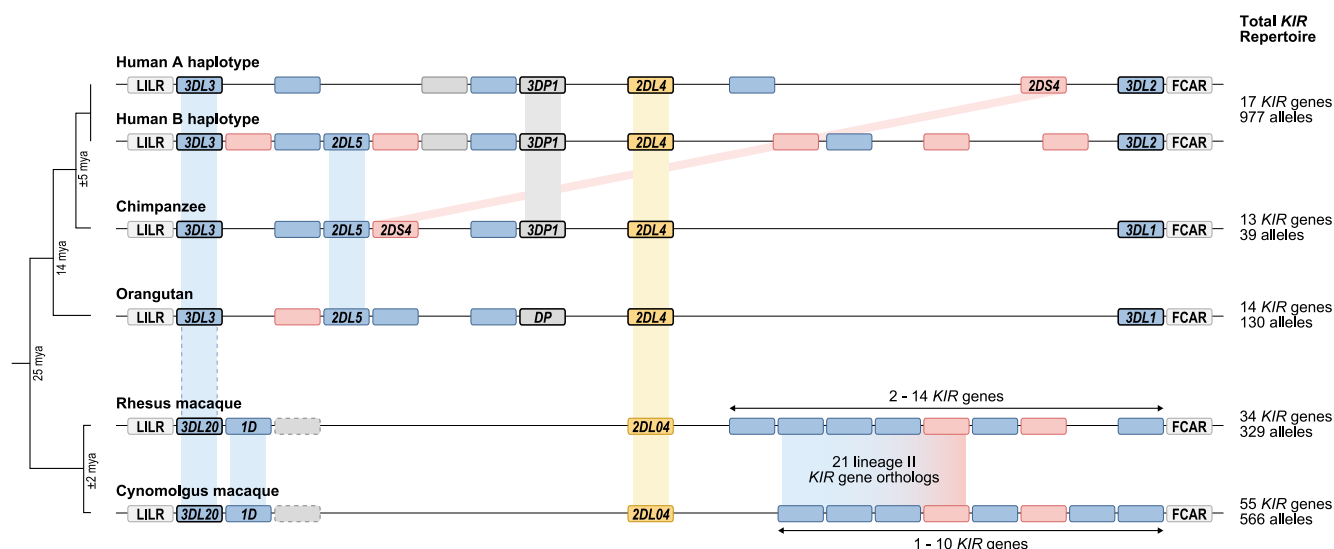 Total KIR
Repertoire
Human A haplotype
LILR 3DL3 3DP1 2DL4 2DS4 3DL2 FCAR
17 KIR genes
977 alleles
Human B haplotype
LILR 3DL3 2DL5 3DP1 2DL4 3DL2 FCAR
±5 mya
Chimpanzee
LILR 3DL3 2DL5 2DS4 3DP1 2DL4 3DL1 FCAR
13 KIR genes
39 alleles
14 mya
Orangutan
LILR 3DL3 2DL5 DP 2DL4 3DL1 FCAR
14 KIR genes
130 alleles
25 mya
Rhesus macaque
2 - 14 KIR genes
LILR 3DL20 1D 2DL04 FCAR
34 KIR genes
329 alleles
±2 mya
21 lineage II
KIR gene orthologs
Cynomolgus macaque
LILR 3DL20 1D 2DL04 FCAR
55 KIR genes
566 alleles
1 - 10 KIR genes